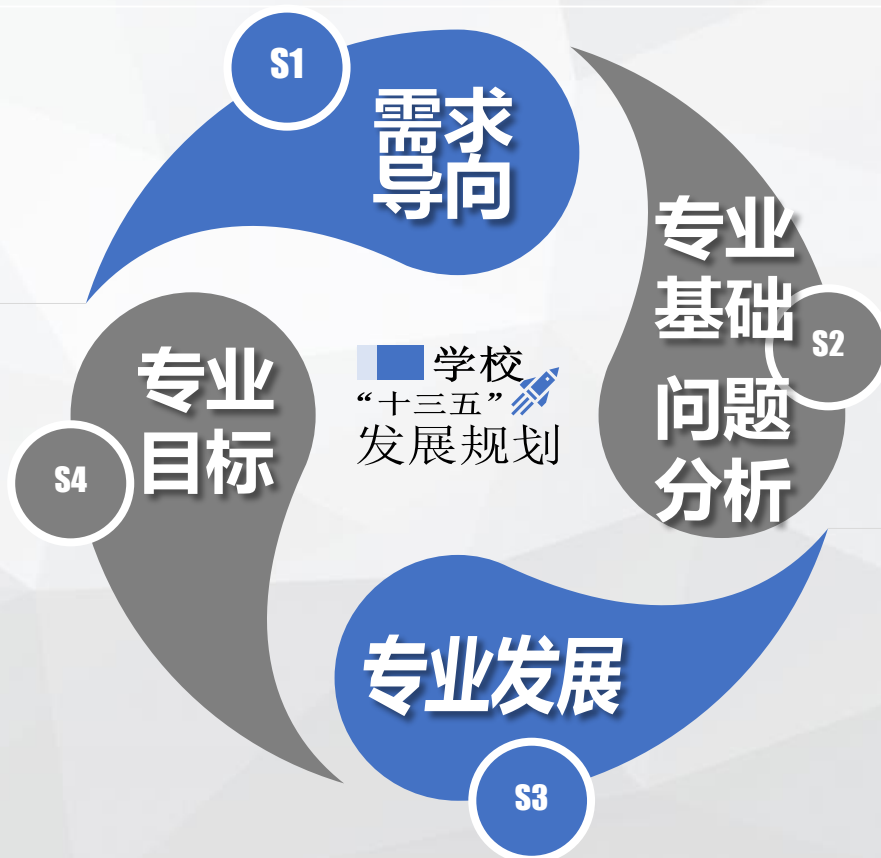 S1
需求
导向
专业
基础
S2
问题
分析
学校
“十三五”
发展规划
专业
目标
S4
专业发展
S3